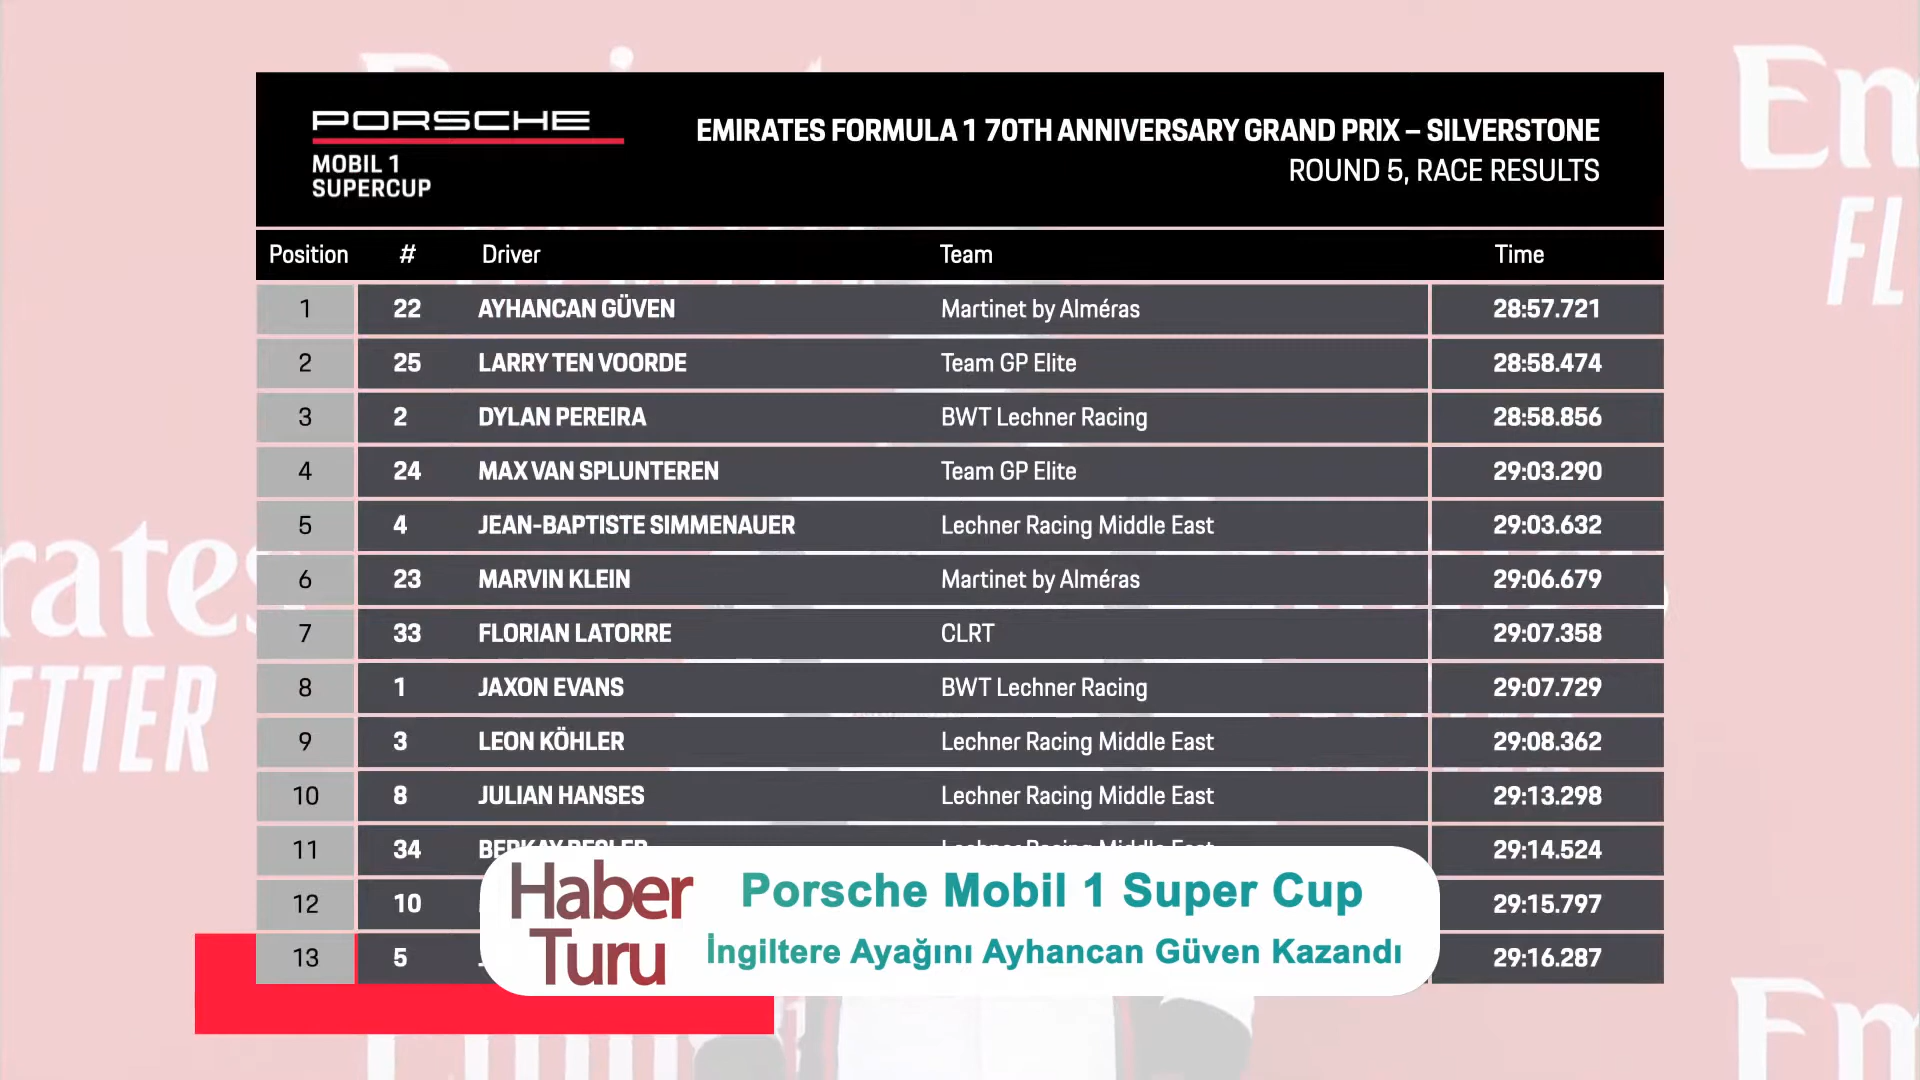 PORSCHE
MOBIL 1
SUPERCUP
EMIRATES FORMULA 1 70TH ANNIVERSARY GRAND PRIX – SILVERSTONE
ROUND 5, RACE RESULTS
Position # Driver Team Time
1 22 AYHANCAN GÜVEN Martinet by Alméras 28:57.721
2 25 LARRY TEN VOORDE Team GP Elite 28:58.474
3 2 DYLAN PEREIRA BWT Lechner Racing 28:58.856
4 24 MAX VAN SPLUNTEREN Team GP Elite 29:03.290
5 4 JEAN-BAPTISTE SIMMENAUER Lechner Racing Middle East 29:03.632
6 23 MARVIN KLEIN Martinet by Alméras 29:06.679
7 33 FLORIAN LATORRE CLRT 29:07.358
8 1 JAXON EVANS BWT Lechner Racing 29:07.729
9 3 LEON KÖHLER Lechner Racing Middle East 29:08.362
10 8 JULIAN HANSES Lechner Racing Middle East 29:13.298
11 34 BERKAY BESLER Lechner Racing Middle East 29:14.524
12 10 29:15.797
13 5 29:16.287
Haber
Turu
Porsche Mobil 1 Super Cup
İngiltere Ayağını Ayhancan Güven Kazandı